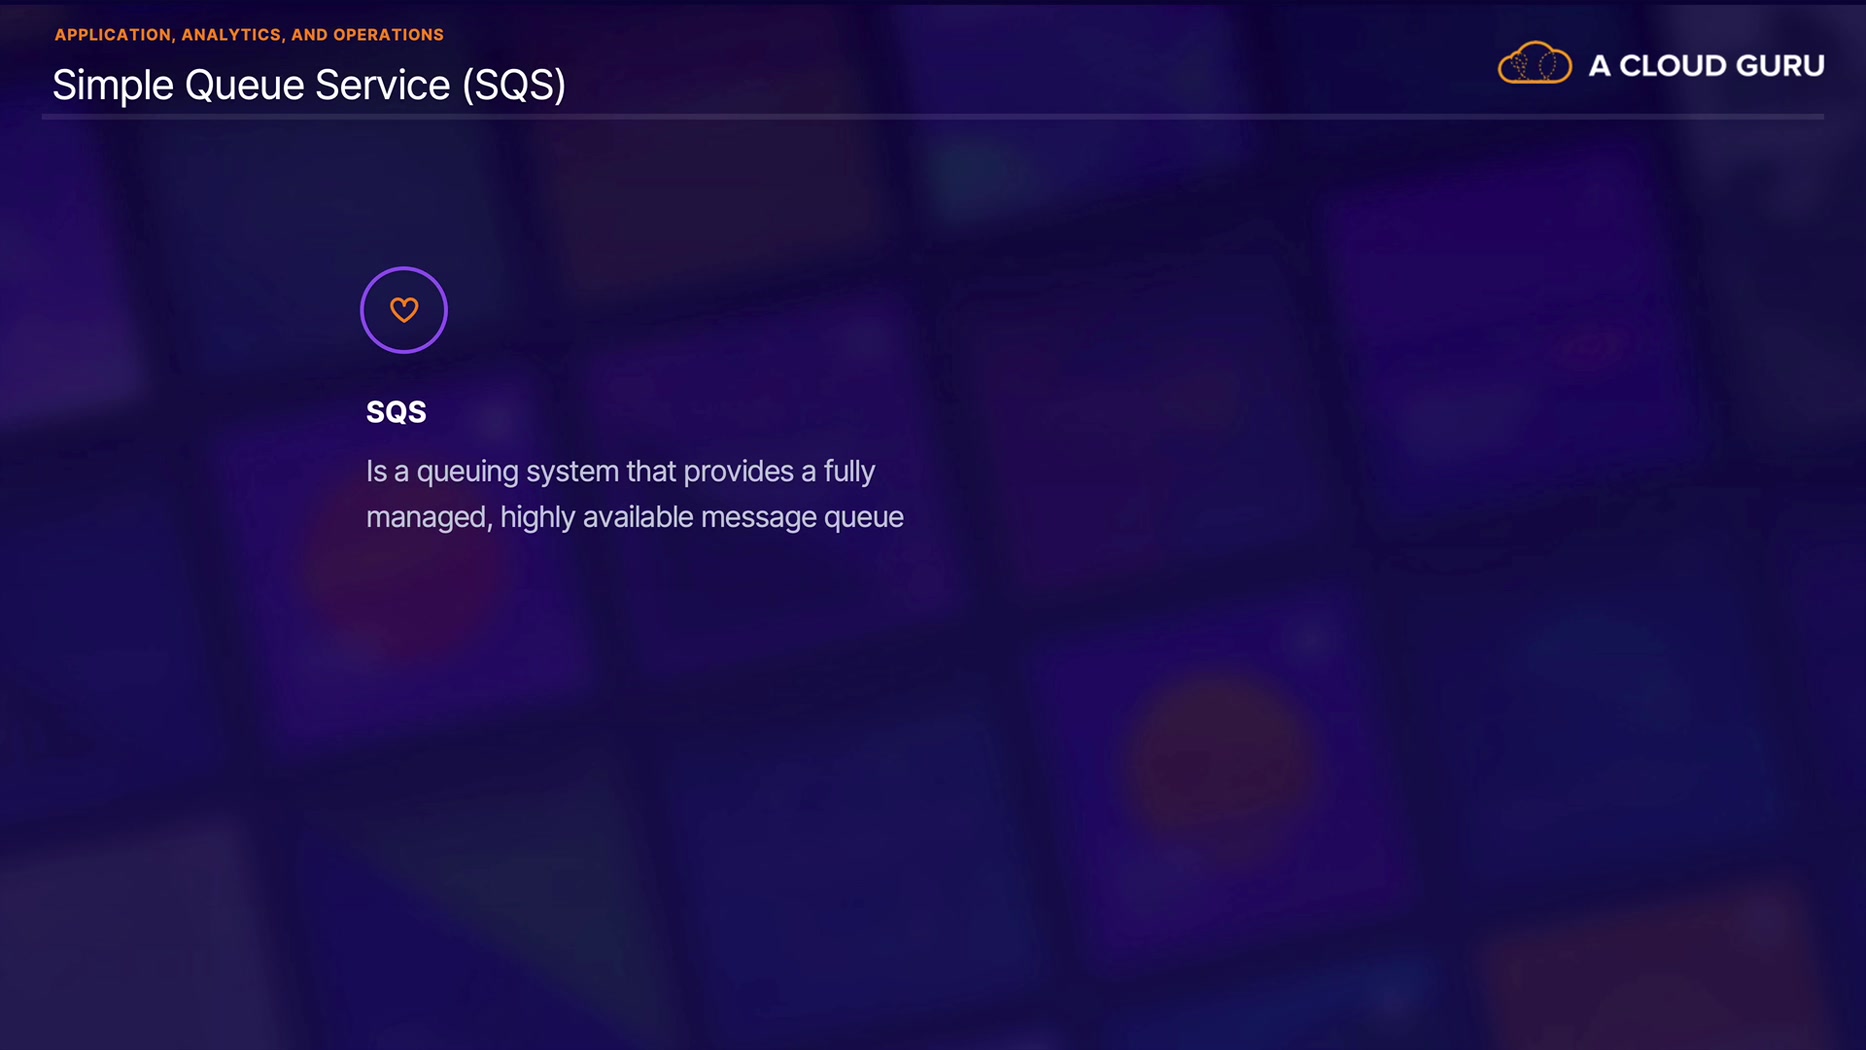 APPLICATION, ANALYTICS, AND OPERATIONS
Simple Queue Service (SQS)
A CLOUD GURU
SQS
Is a queuing system that provides a fully
managed, highly available message queue